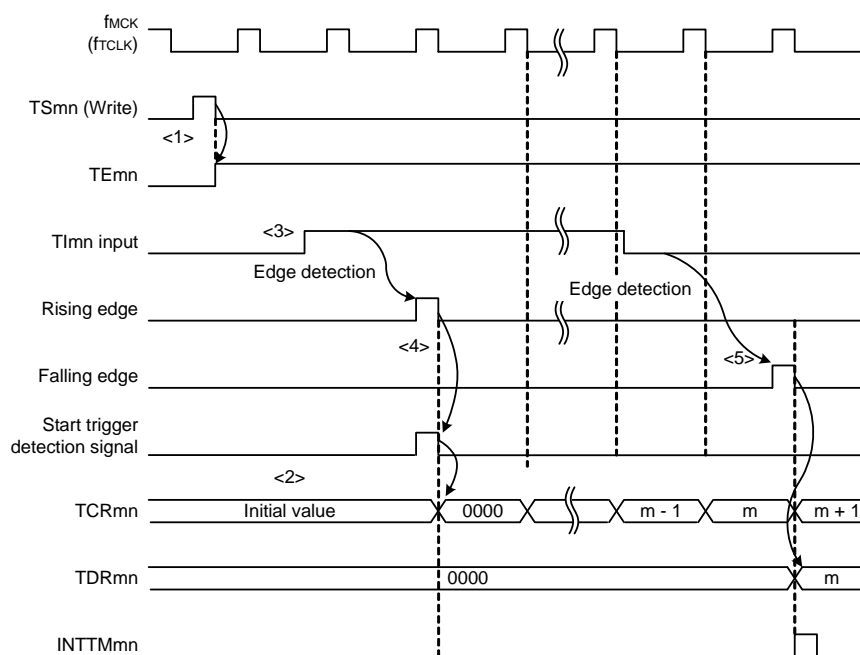 fMCK
(fTCLK)
TSmn (Write)
<1>
TEmn
<3>
TImn input
Edge detection
Edge detection
Rising edge
<4>
<5>
Falling edge
Start trigger
detection signal
<2>
TCRmn
Initial value
0000
m - 1
m
m + 1
TDRmn
0000
m
INTTMmn